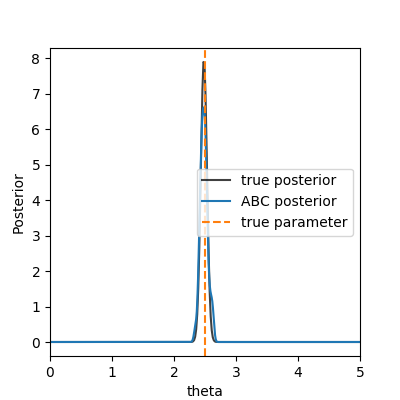 8
7
6
5
4
3
2
1
0
Posterior
true posterior
ABC posterior
true parameter
0 1 2 3 4 5
theta